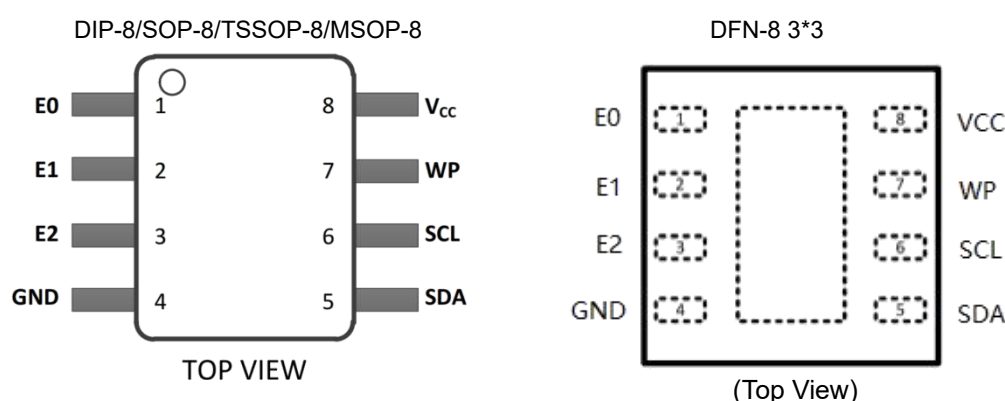 DIP-8/SOP-8/TSSOP-8/MSOP-8
E0 1 8 Vcc
E1 2 7 WP
E2 3 6 SCL
GND 4 5 SDA
TOP VIEW
DFN-8 3*3
E0 1 8 VCC
E1 2 7 WP
E2 3 6 SCL
GND 4 5 SDA
(Top View)